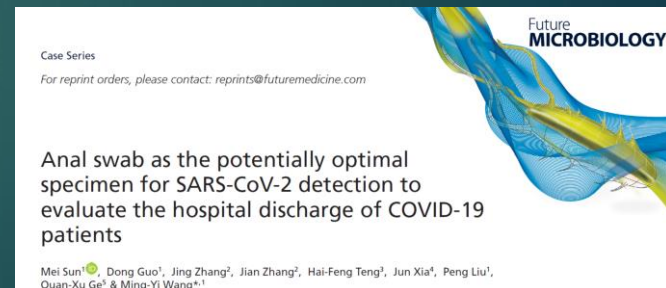 Future
MICROBIOLOGY
Case Series
For reprint orders, please contact: reprints@futuremedicine.com
Anal swab as the potentially optimal
specimen for SARS-CoV-2 detection to
evaluate the hospital discharge of COVID-19
patients
Mei Sun¹, Dong Guo¹, Jing Zhang², Jian Zhang², Hai-Feng Teng³, Jun Xia⁴, Peng Liu¹,
Quan-Xu Ge⁵ & Ming-Yi Wang*,¹